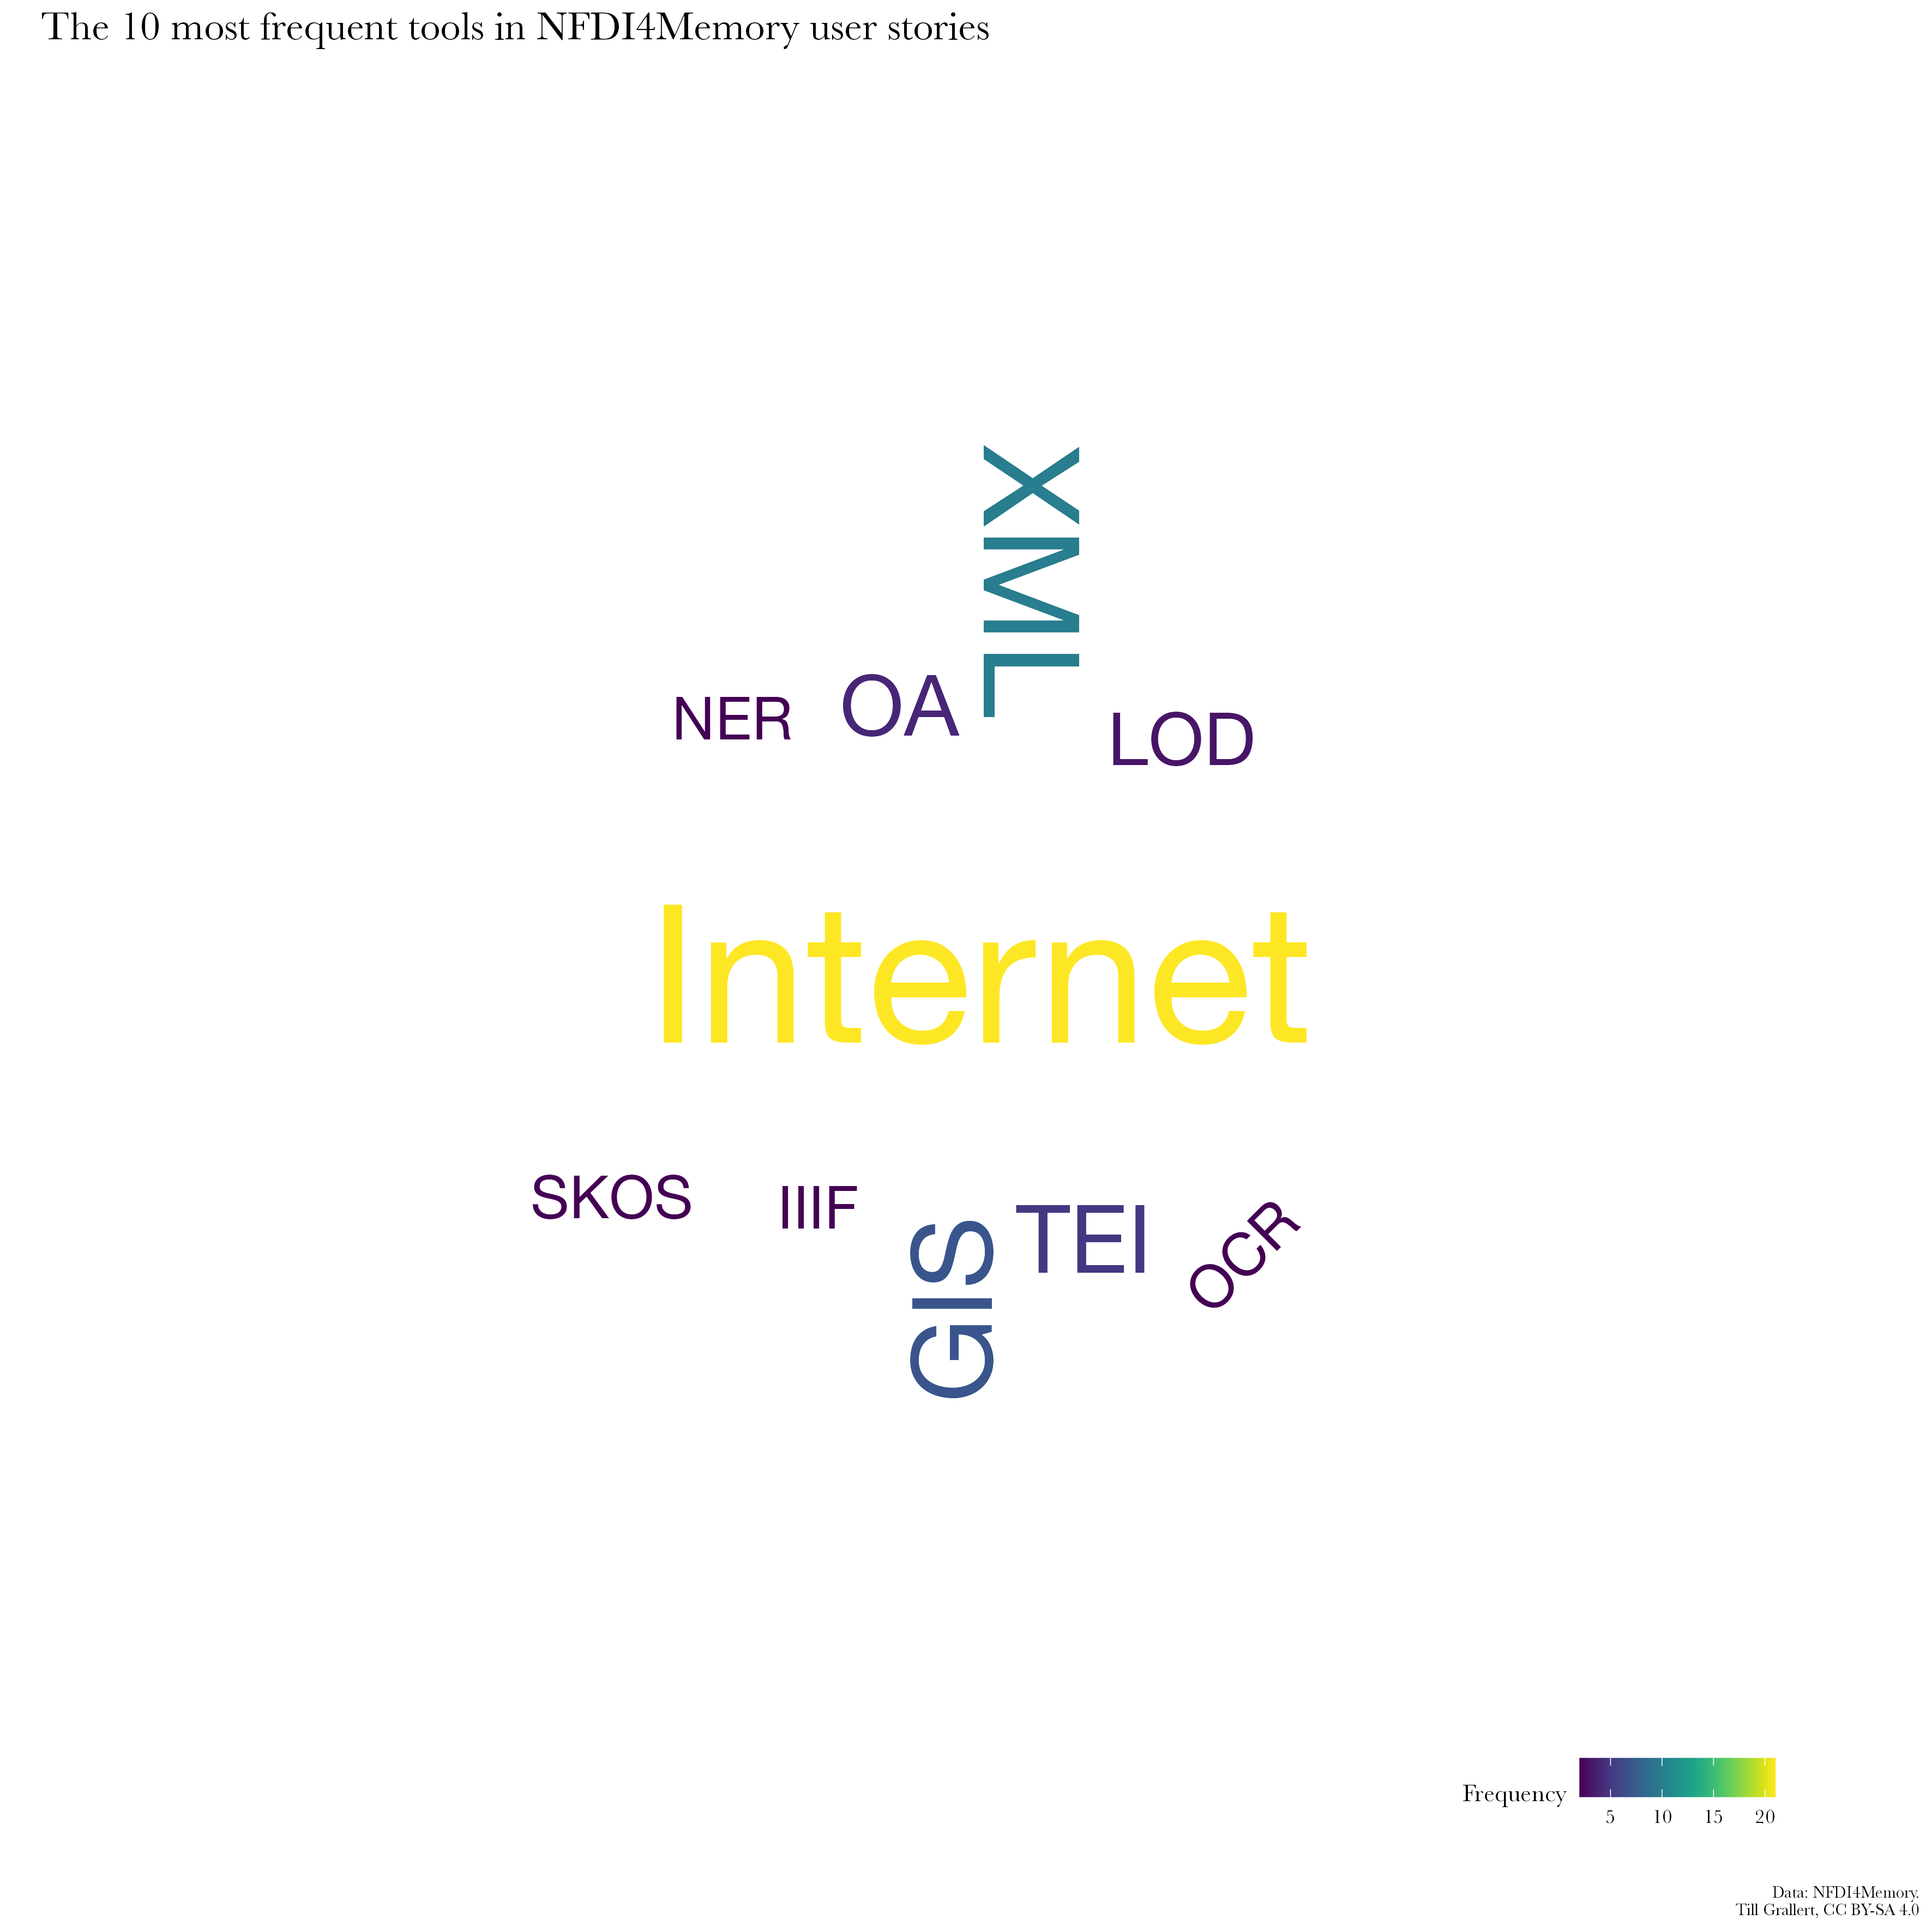 The 10 most frequent tools in NFDI4Memory user stories
XML
NER
OA
LOD
Internet
SKOS
IIIF
GIS
TEI
OCR
Frequency
5 10 15 20
Data: NFDI4Memory.
Till Grallert, CC BY-SA 4.0